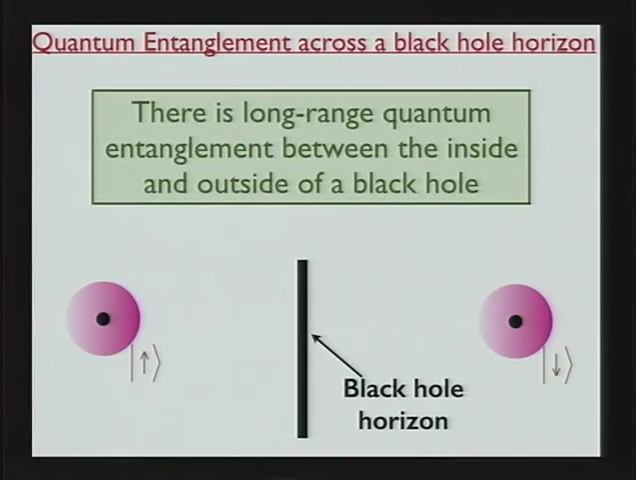 Quantum Entanglement across a black hole horizon
There is long-range quantum
entanglement between the inside
and outside of a black hole
|↑⟩
|↓⟩
Black hole
horizon